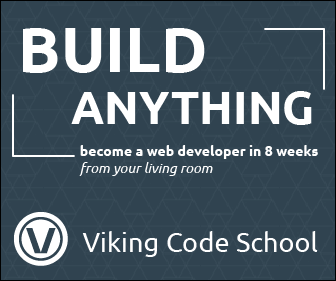 BUILD
ANYTHING
become a web developer in 8 weeks
from your living room
V Viking Code School